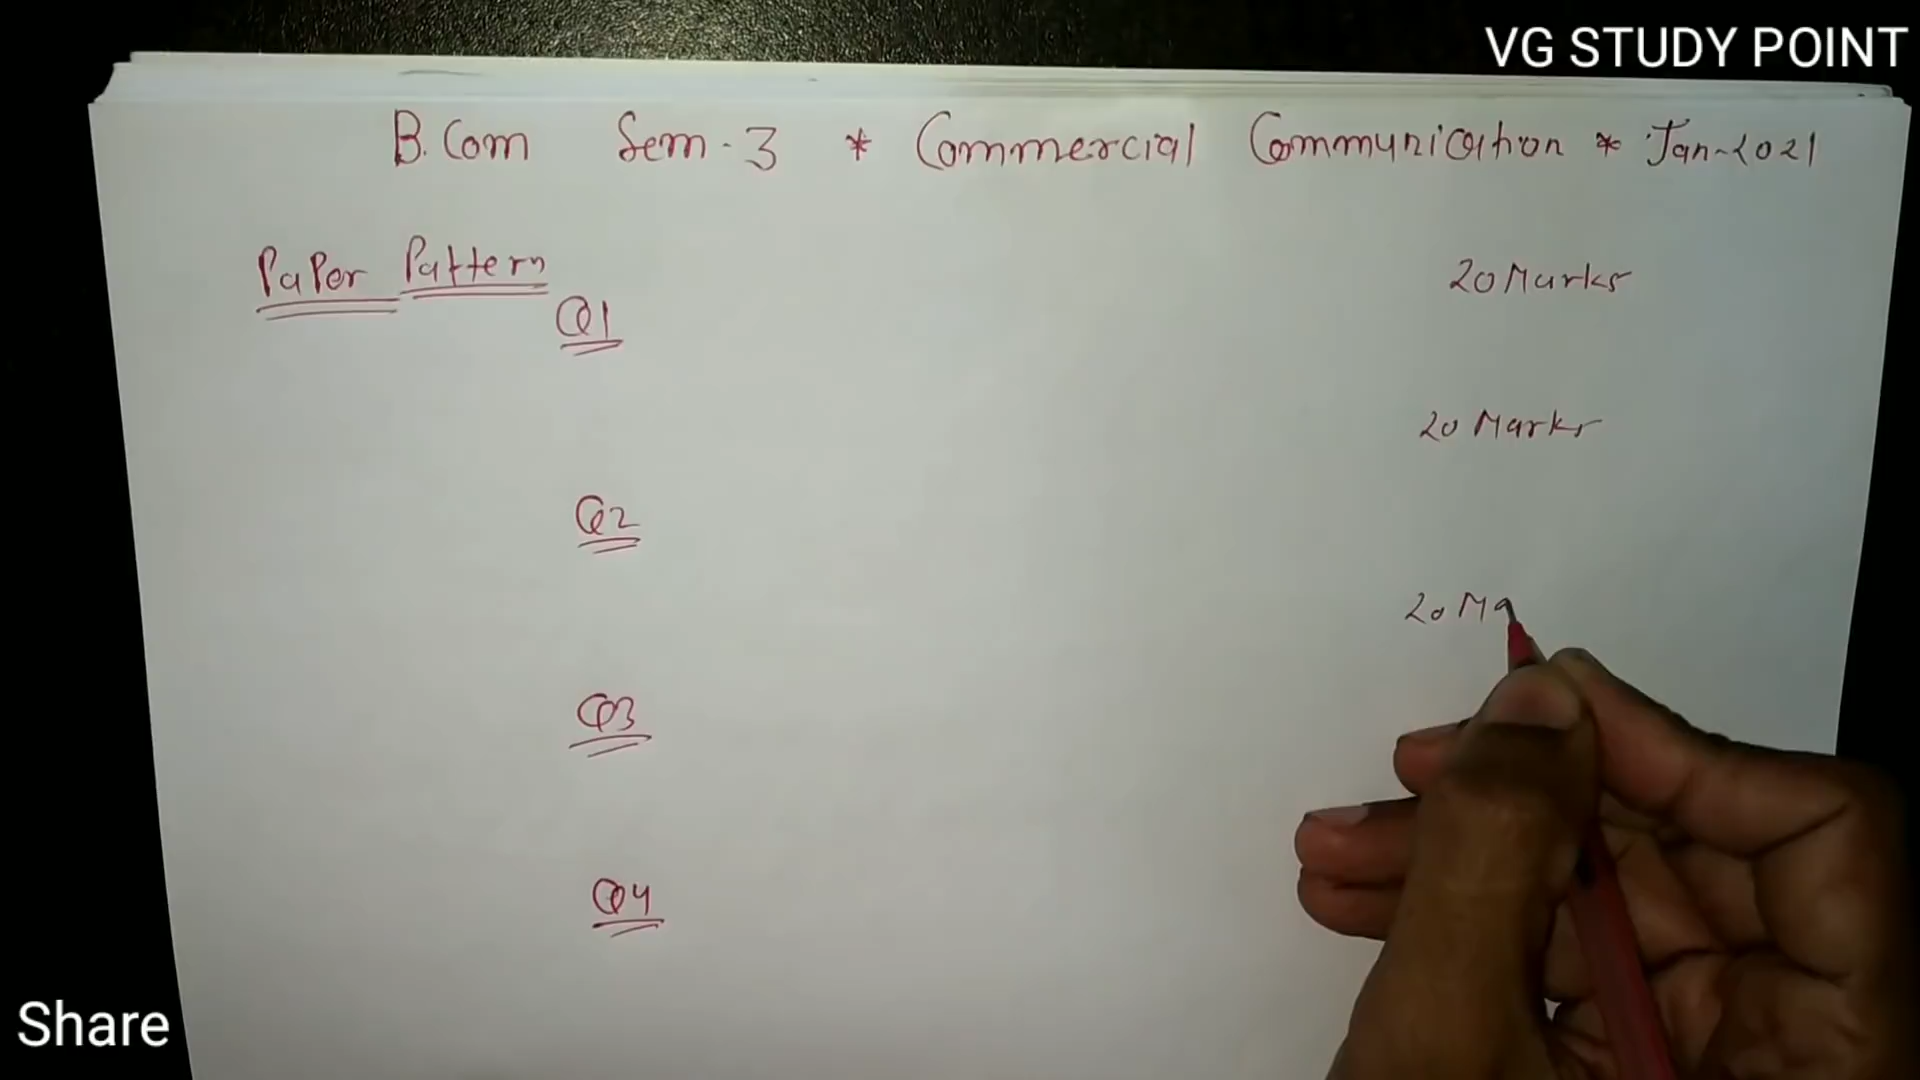 VG STUDY POINT
B.Com Sem-3 * Commercial Communication * Jan-2021
Paper Pattern
20 Marks
Q1
20 Marks
Q2
20 Ma
Q3
Q4
Share